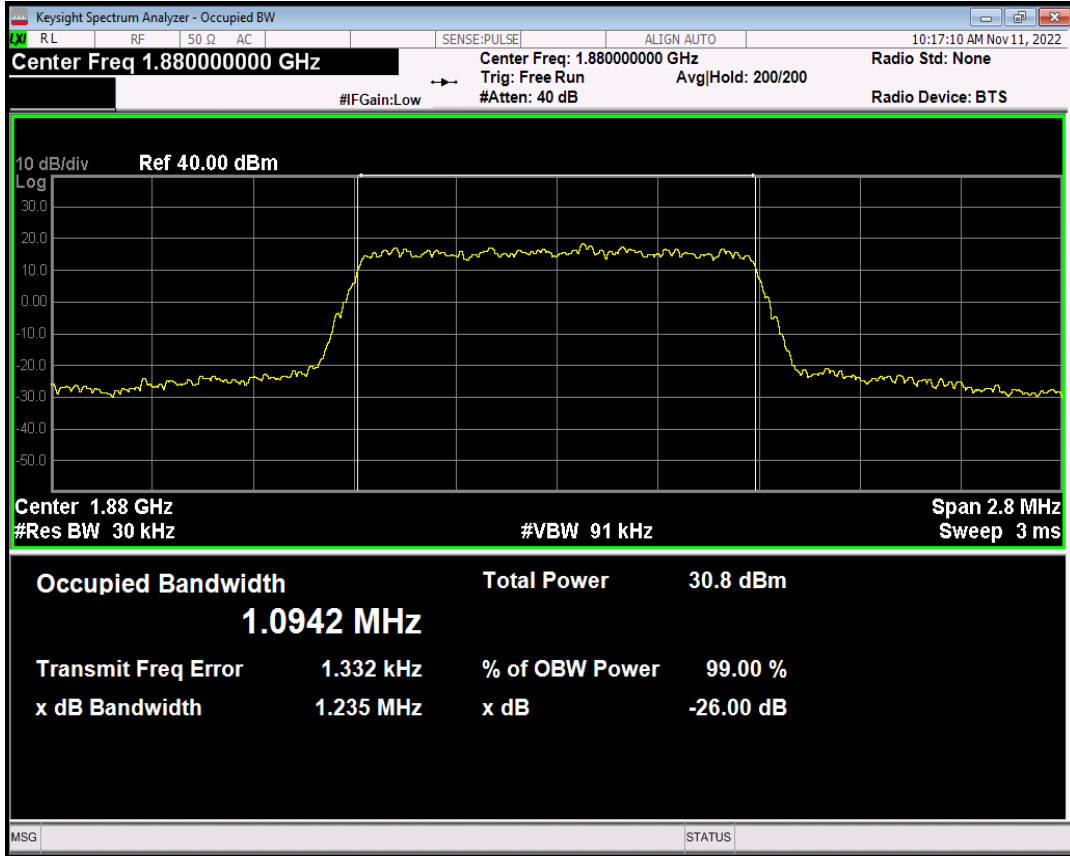 Keysight Spectrum Analyzer - Occupied BW
LXI RL RF 50 Ω AC SENSE:PULSE ALIGN AUTO 10:17:10 AM Nov 11, 2022
Center Freq 1.880000000 GHz
Center Freq: 1.880000000 GHz
Radio Std: None
Trig: Free Run Avg|Hold: 200/200
#IFGain:Low #Atten: 40 dB Radio Device: BTS
10 dB/div Ref 40.00 dBm
Log
30.0
20.0
10.0
0.00
-10.0
-20.0
-30.0
-40.0
-50.0
Center 1.88 GHz Span 2.8 MHz
#Res BW 30 kHz #VBW 91 kHz Sweep 3 ms
Occupied Bandwidth Total Power 30.8 dBm
1.0942 MHz
Transmit Freq Error 1.332 kHz % of OBW Power 99.00 %
x dB Bandwidth 1.235 MHz x dB -26.00 dB
MSG STATUS